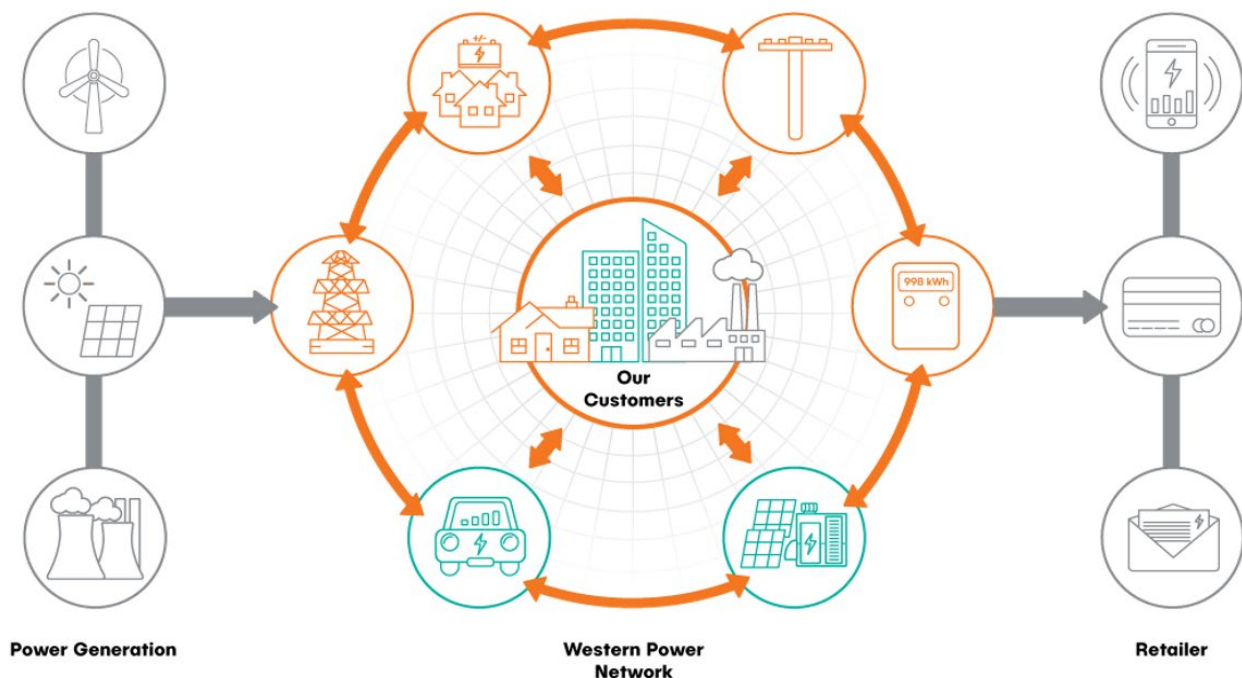 +/-
998 kWh
Our
Customers
Power Generation
Western Power
Network
Retailer